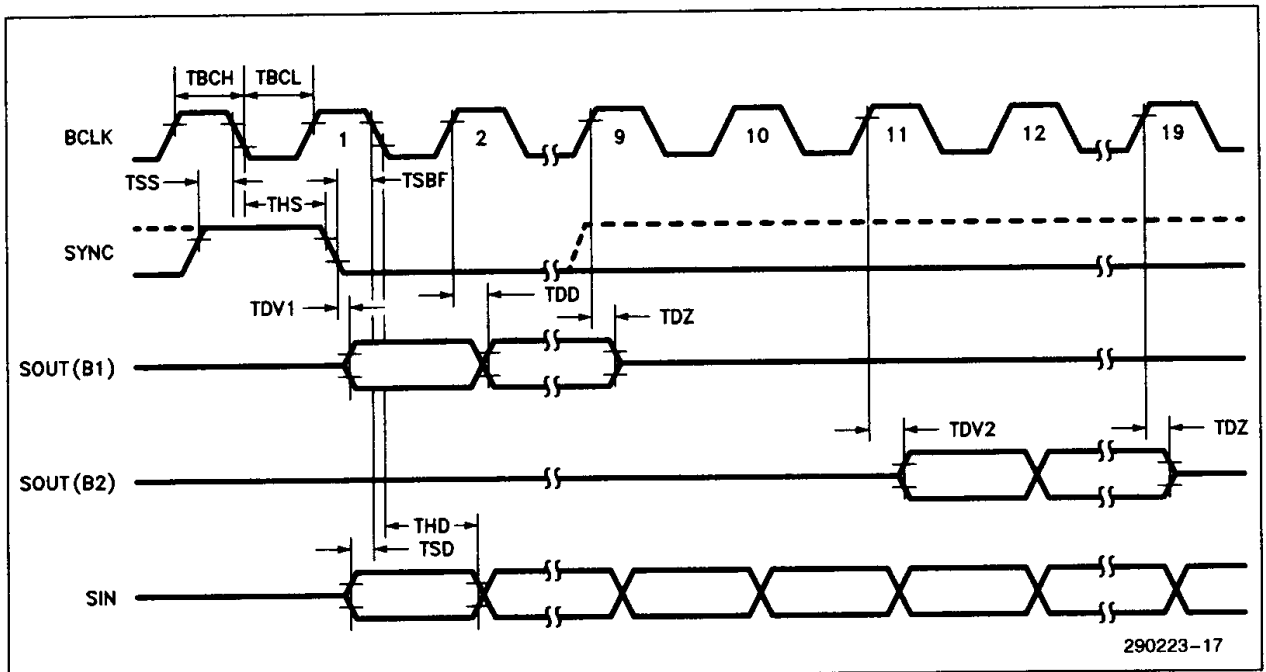 TBCH TBCL
BCLK 1 2 9 10 11 12 19
TSS THS TSBF
SYNC
TDV1 TDD TDZ
SOUT(B1)
TDV2 TDZ
SOUT(B2)
THD
TSD
SIN
290223-17